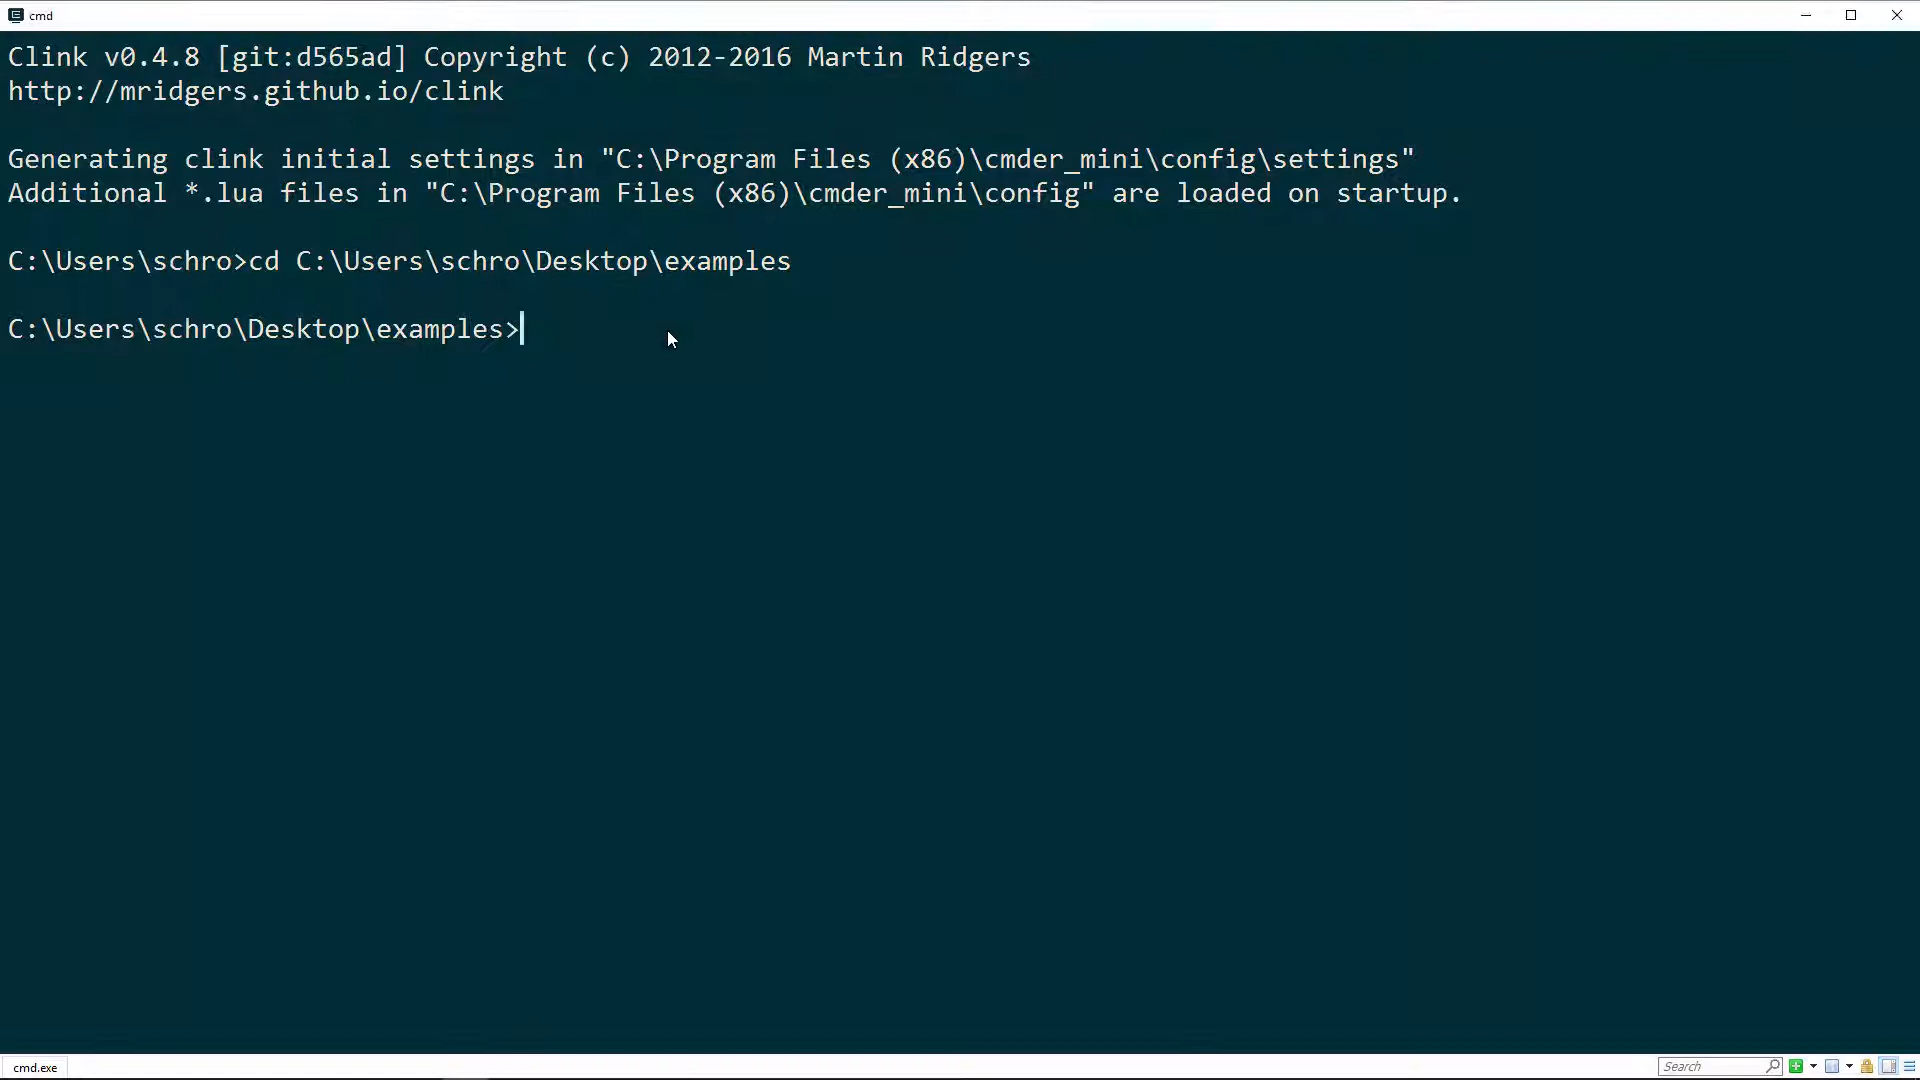 cmd
Clink v0.4.8 [git:d565ad] Copyright (c) 2012-2016 Martin Ridgers
http://mridgers.github.io/clink
Generating clink initial settings in "C:\Program Files (x86)\cmder_mini\config\settings"
Additional *.lua files in "C:\Program Files (x86)\cmder_mini\config" are loaded on startup.
C:\Users\schro>cd C:\Users\schro\Desktop\examples
C:\Users\schro\Desktop\examples>
cmd.exe
Search